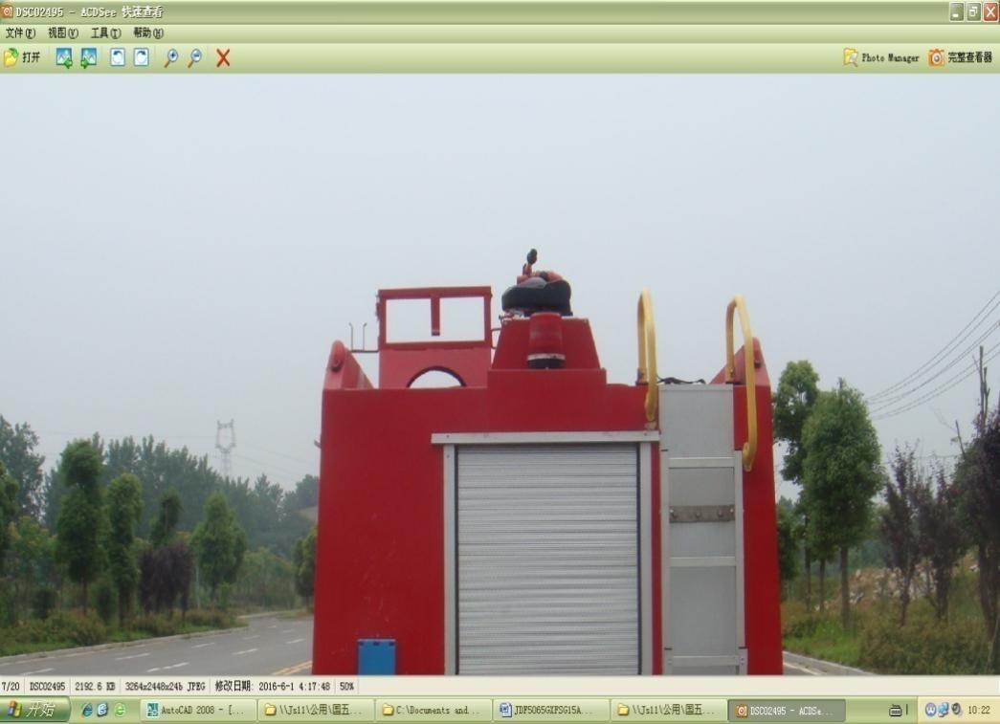 DSC02495 - ACDSee 快速查看
文件(F) 视图(V) 工具(T) 帮助(H)
打开 Photo Manager 完整查看器
7/20 DSC02495 2192.6 KB 3264x2448x24b JPEG 修改日期: 2016-6-1 4:17:48 50%
开始 AutoCAD 2008 - [... \\Js11\公用\国五... C:\Documents and... JDF5065GXFSG15A... \\Js11\公用\国五... DSC02495 - ACDSe... 10:22